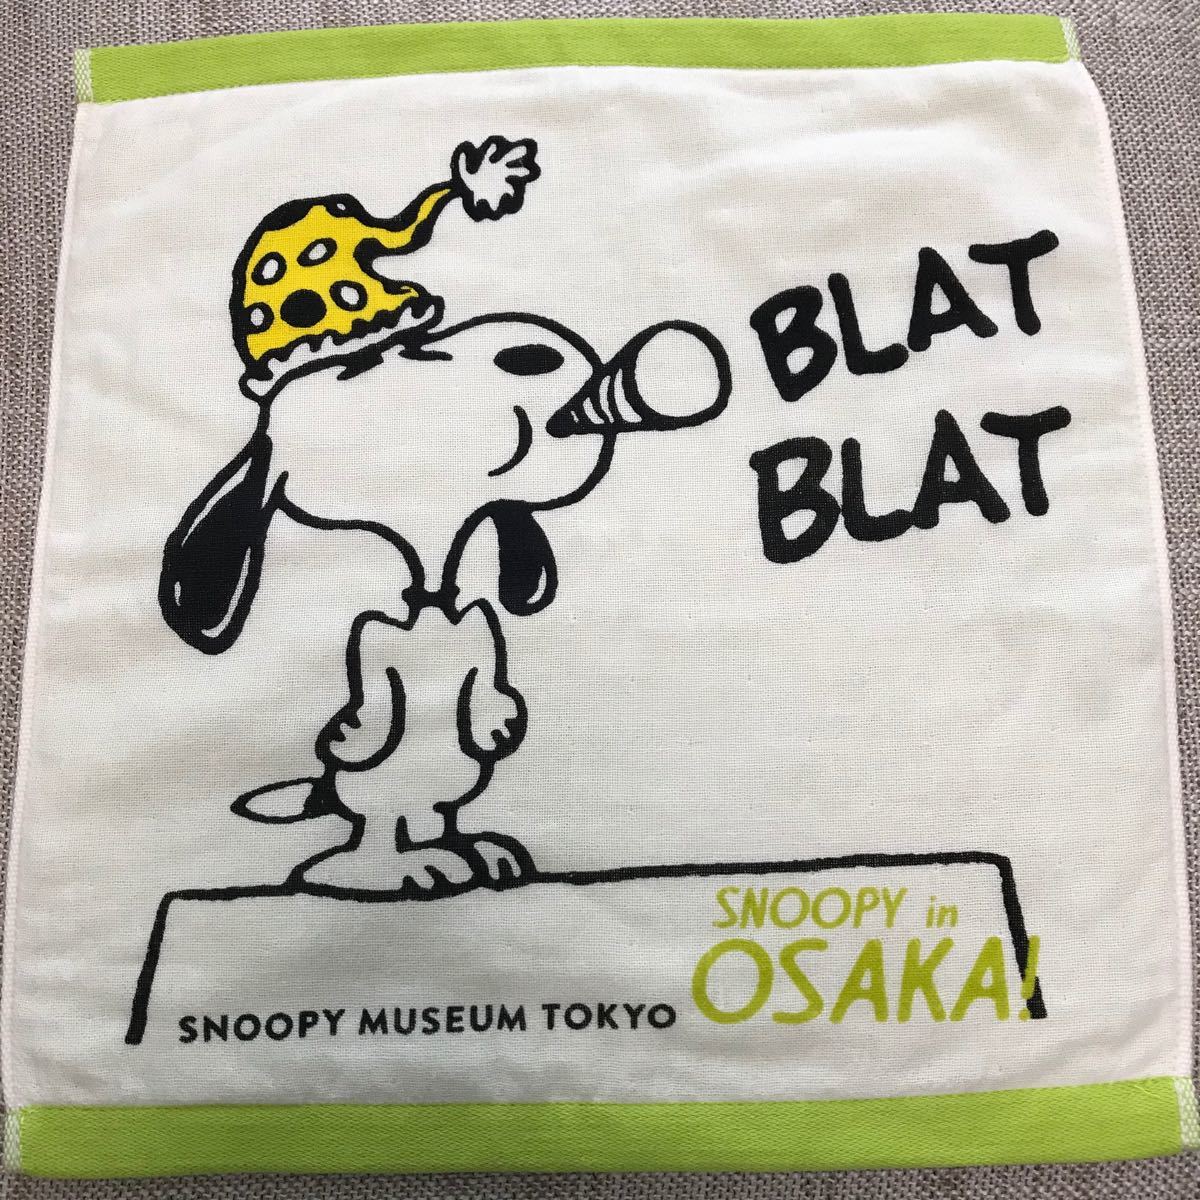 BLAT
BLAT
SNOOPY in
OSAKA!
SNOOPY MUSEUM TOKYO